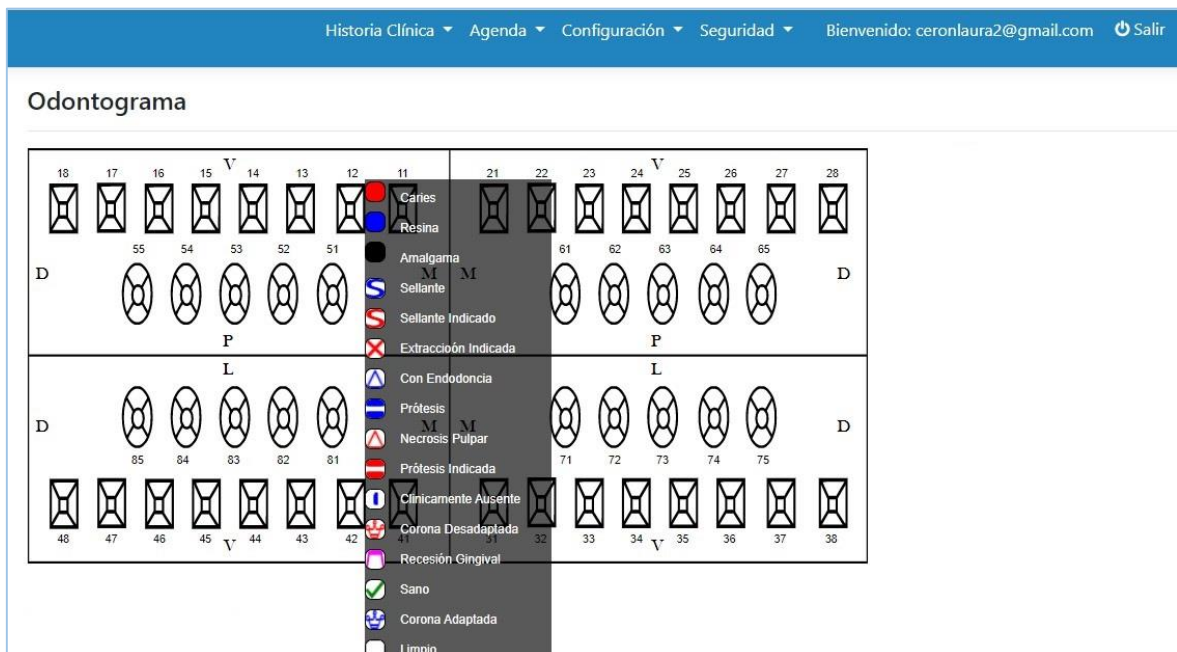 Historia Clínica Agenda Configuración Seguridad Bienvenido: ceronlaura2@gmail.com Salir
Odontograma
V V
18 17 16 15 14 13 12 11 21 22 23 24 25 26 27 28
Caries
Resina
Amalgama
55 54 53 52 51 61 62 63 64 65
D M M D
Sellante
Sellante Indicado
P P
Extraccioón Indicada
L L
Con Endodoncia
Prótesis
D M M D
Necrosis Pulpar
85 84 83 82 81 71 72 73 74 75
Prótesis Indicada
Clinicamente Ausente
Corona Desadaptada
48 47 46 45 44 43 42 41 31 32 33 34 35 36 37 38
V V
Recesión Gingival
Sano
Corona Adaptada
Limpio